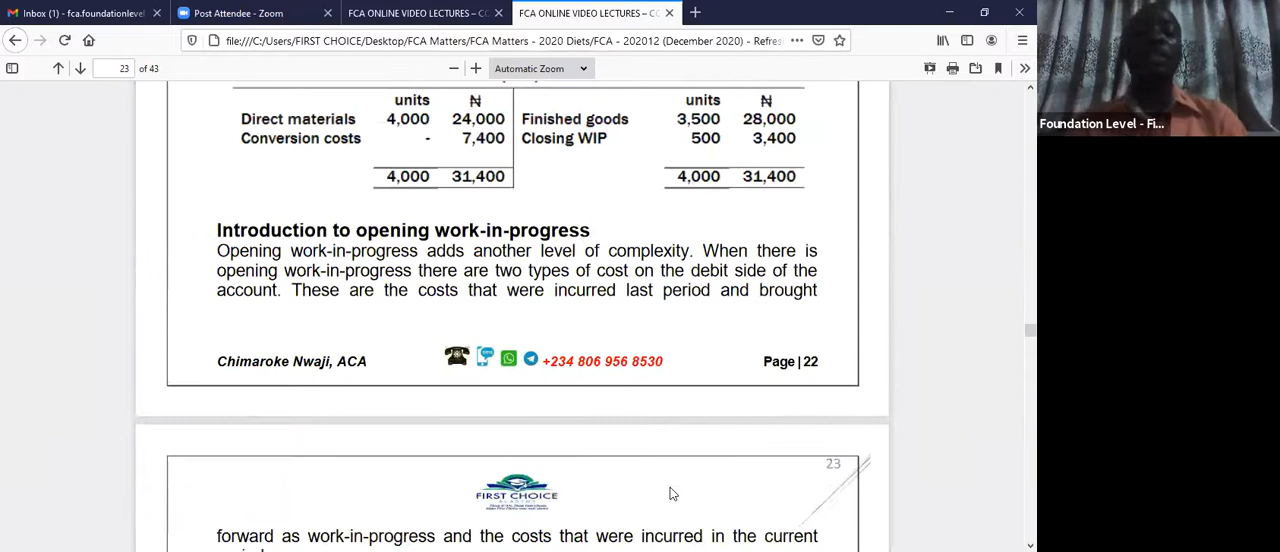 Inbox (1) - fca.foundationlevel
Post Attendee - Zoom
FCA ONLINE VIDEO LECTURES – CC
FCA ONLINE VIDEO LECTURES – CC
file:///C:/Users/FIRST CHOICE/Desktop/FCA Matters/FCA Matters - 2020 Diets/FCA - 202012 (December 2020) - Refres
23 of 43
Automatic Zoom
Foundation Level - Fi...
units ₦ units ₦
Direct materials 4,000 24,000 Finished goods 3,500 28,000
Conversion costs - 7,400 Closing WIP 500 3,400
4,000 31,400 4,000 31,400
Introduction to opening work-in-progress
Opening work-in-progress adds another level of complexity. When there is
opening work-in-progress there are two types of cost on the debit side of the
account. These are the costs that were incurred last period and brought
Chimaroke Nwaji, ACA +234 806 956 8530 Page | 22
23
FIRST CHOICE
forward as work-in-progress and the costs that were incurred in the current